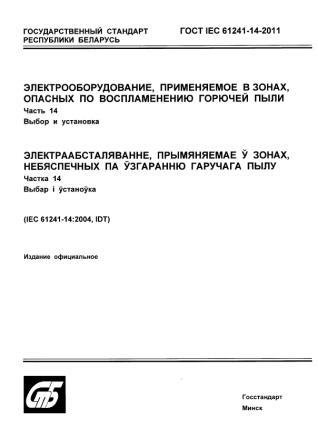 ГОСУДАРСТВЕННЫЙ СТАНДАРТ ГОСТ IEC 61241-14-2011
РЕСПУБЛИКИ БЕЛАРУСЬ
ЭЛЕКТРООБОРУДОВАНИЕ, ПРИМЕНЯЕМОЕ В ЗОНАХ,
ОПАСНЫХ ПО ВОСПЛАМЕНЕНИЮ ГОРЮЧЕЙ ПЫЛИ
Часть 14
Выбор и установка
ЭЛЕКТРААБСТАЛЯВАННЕ, ПРЫМЯНЯЕМАЕ Ў ЗОНАХ,
НЕБЯСПЕЧНЫХ ПА ЎЗГАРАННЮ ГАРУЧАГА ПЫЛУ
Частка 14
Выбар і ўстаноўка
(IEC 61241-14:2004, IDT)
Издание официальное
СТБ
Госстандарт
Минск